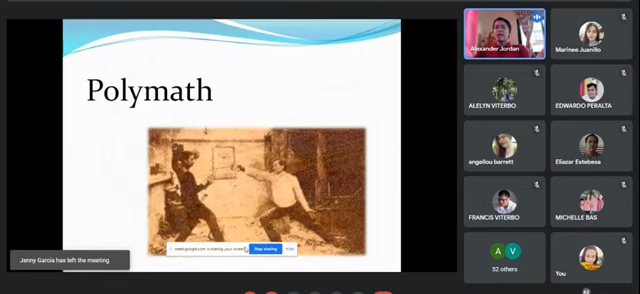 Polymath
meet.google.com is sharing your screen.
Stop sharing
Hide
Jenny Garcia has left the meeting
Alexander Jordan
Marinee Juanillo
ALELYN VITERBO
EDWARDO PERALTA
angellou barrett
Eliazar Estebesa
FRANCIS VITERBO
MICHELLE BAS
A
V
52 others
You